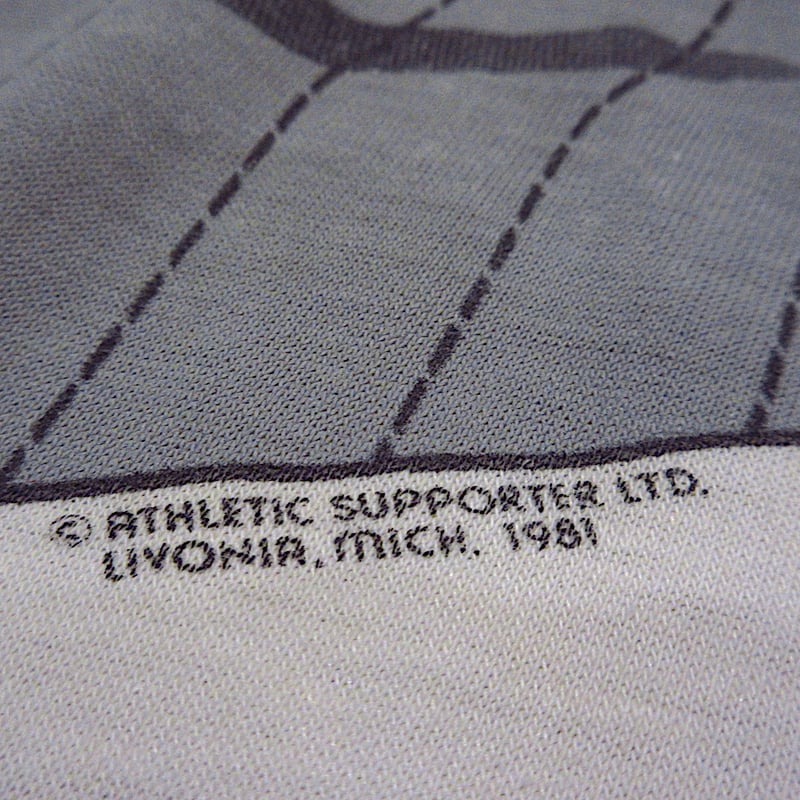 © ATHLETIC SUPPORTER LTD.
LIVONIA, MICH. 1981